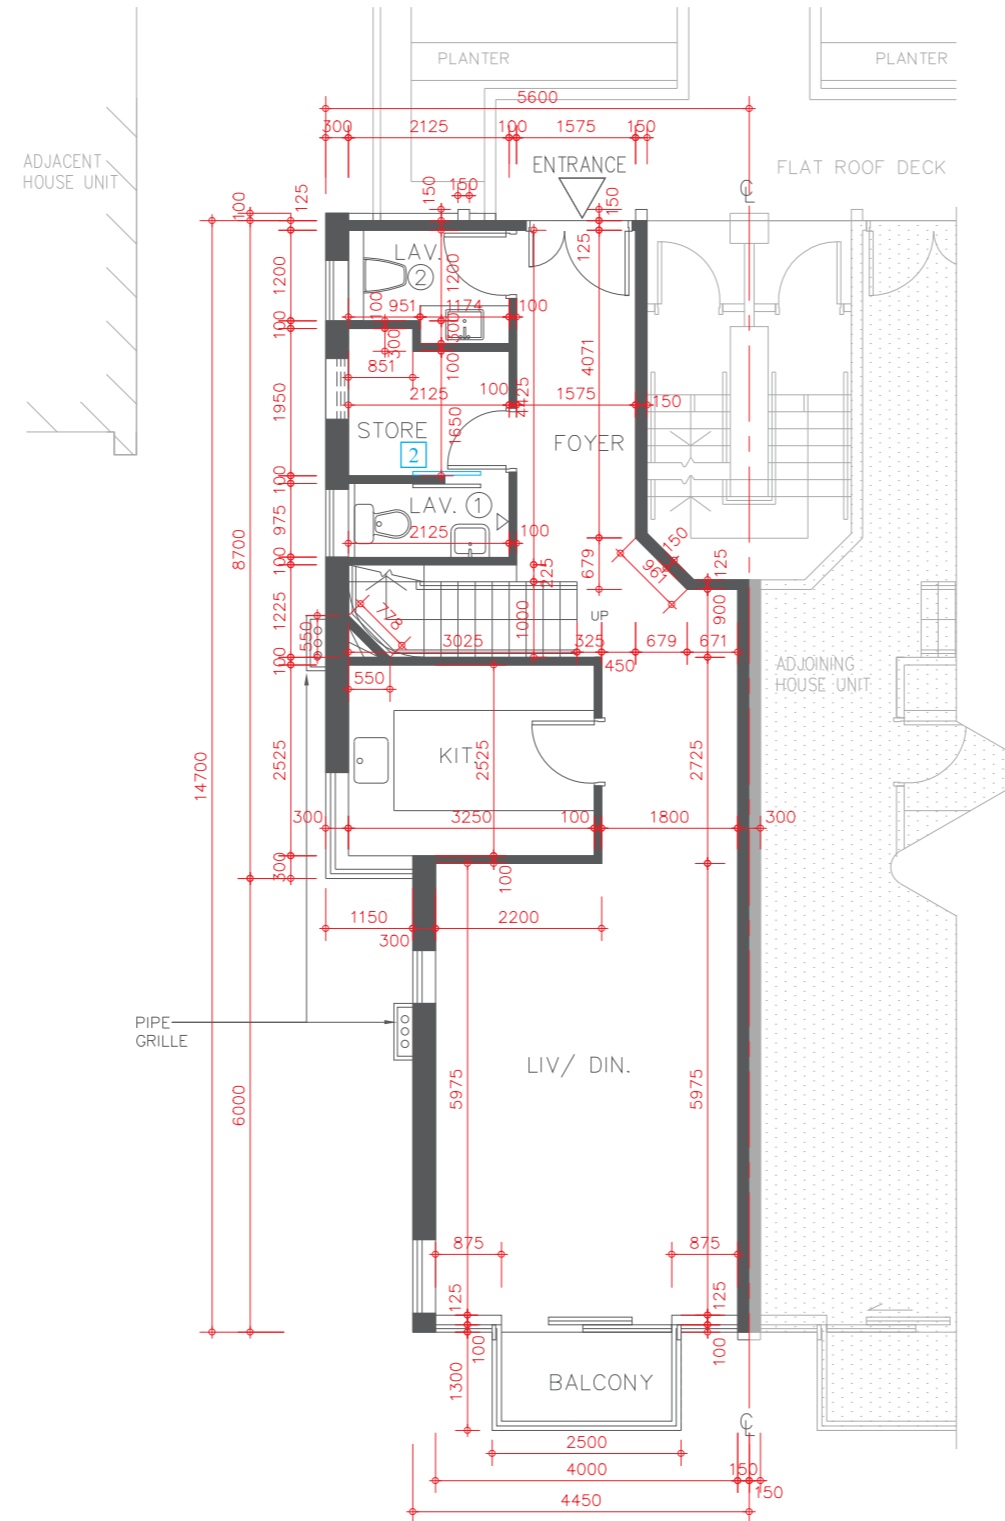 PLANTER
PLANTER
5600
300 2125 100 1575 150
ADJACENT
HOUSE UNIT
ENTRANCE
FLAT ROOF DECK
℄
100
125
150
150
150
125
LAV.
2
1200
1200
100
951 1174 100
300
300
100
100
851
4071
4425
1950
2125 100 1575 150
1650
STORE
2
FOYER
100
LAV. 1
975
2125 100
8700
100
150
961
125
679
225
1225
778
550
1000
UP
900
3025 325 679 671
450
100
550
ADJOINING
HOUSE UNIT
14700
2525
KIT.
2525
2725
300 3250 100 1800 300
300
100
1150 2200
300
PIPE
GRILLE
LIV/ DIN.
5975
5975
6000
875 875
125
125
100
100
1300
BALCONY
℄
2500
4000 150
150
4450